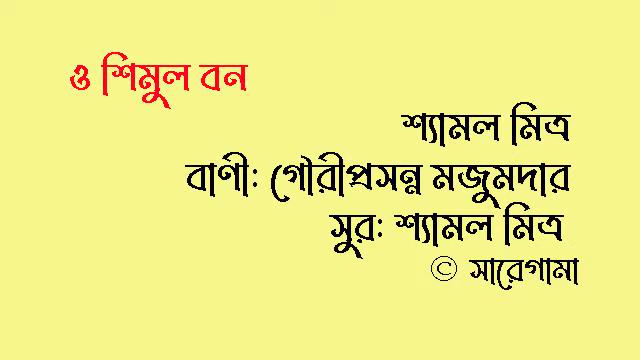 ও শিমুল বন
শ্যামল মিত্র
বাণী: গৌরীপ্রসন্ন মজুমদার
সুর: শ্যামল মিত্র
© সারেগামা